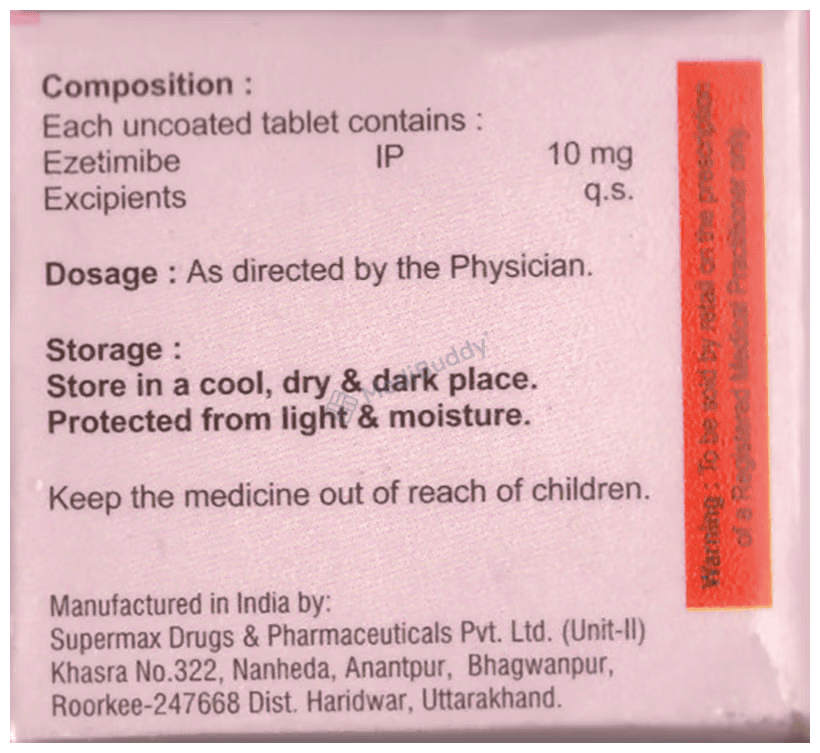 Composition :
Each uncoated tablet contains :
Ezetimibe IP 10 mg
Excipients q.s.
Dosage : As directed by the Physician.
Storage :
Store in a cool, dry & dark place.
Protected from light & moisture.
MediBuddy
Keep the medicine out of reach of children.
Manufactured in India by:
Supermax Drugs & Pharmaceuticals Pvt. Ltd. (Unit-II)
Khasra No.322, Nanheda, Anantpur, Bhagwanpur,
Roorkee-247668 Dist. Haridwar, Uttarakhand.
Warning : To be sold by retail on the prescription
of a Registered Medical Practitioner only.